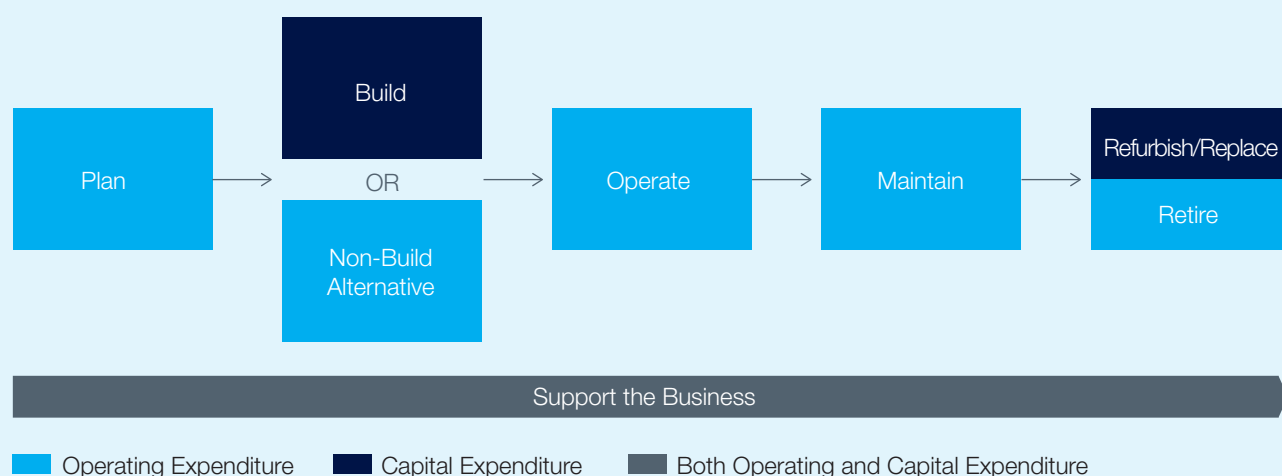 Plan
Build
OR
Non-Build
Alternative
Operate
Maintain
Refurbish/Replace
Retire
Support the Business
Operating Expenditure
Capital Expenditure
Both Operating and Capital Expenditure